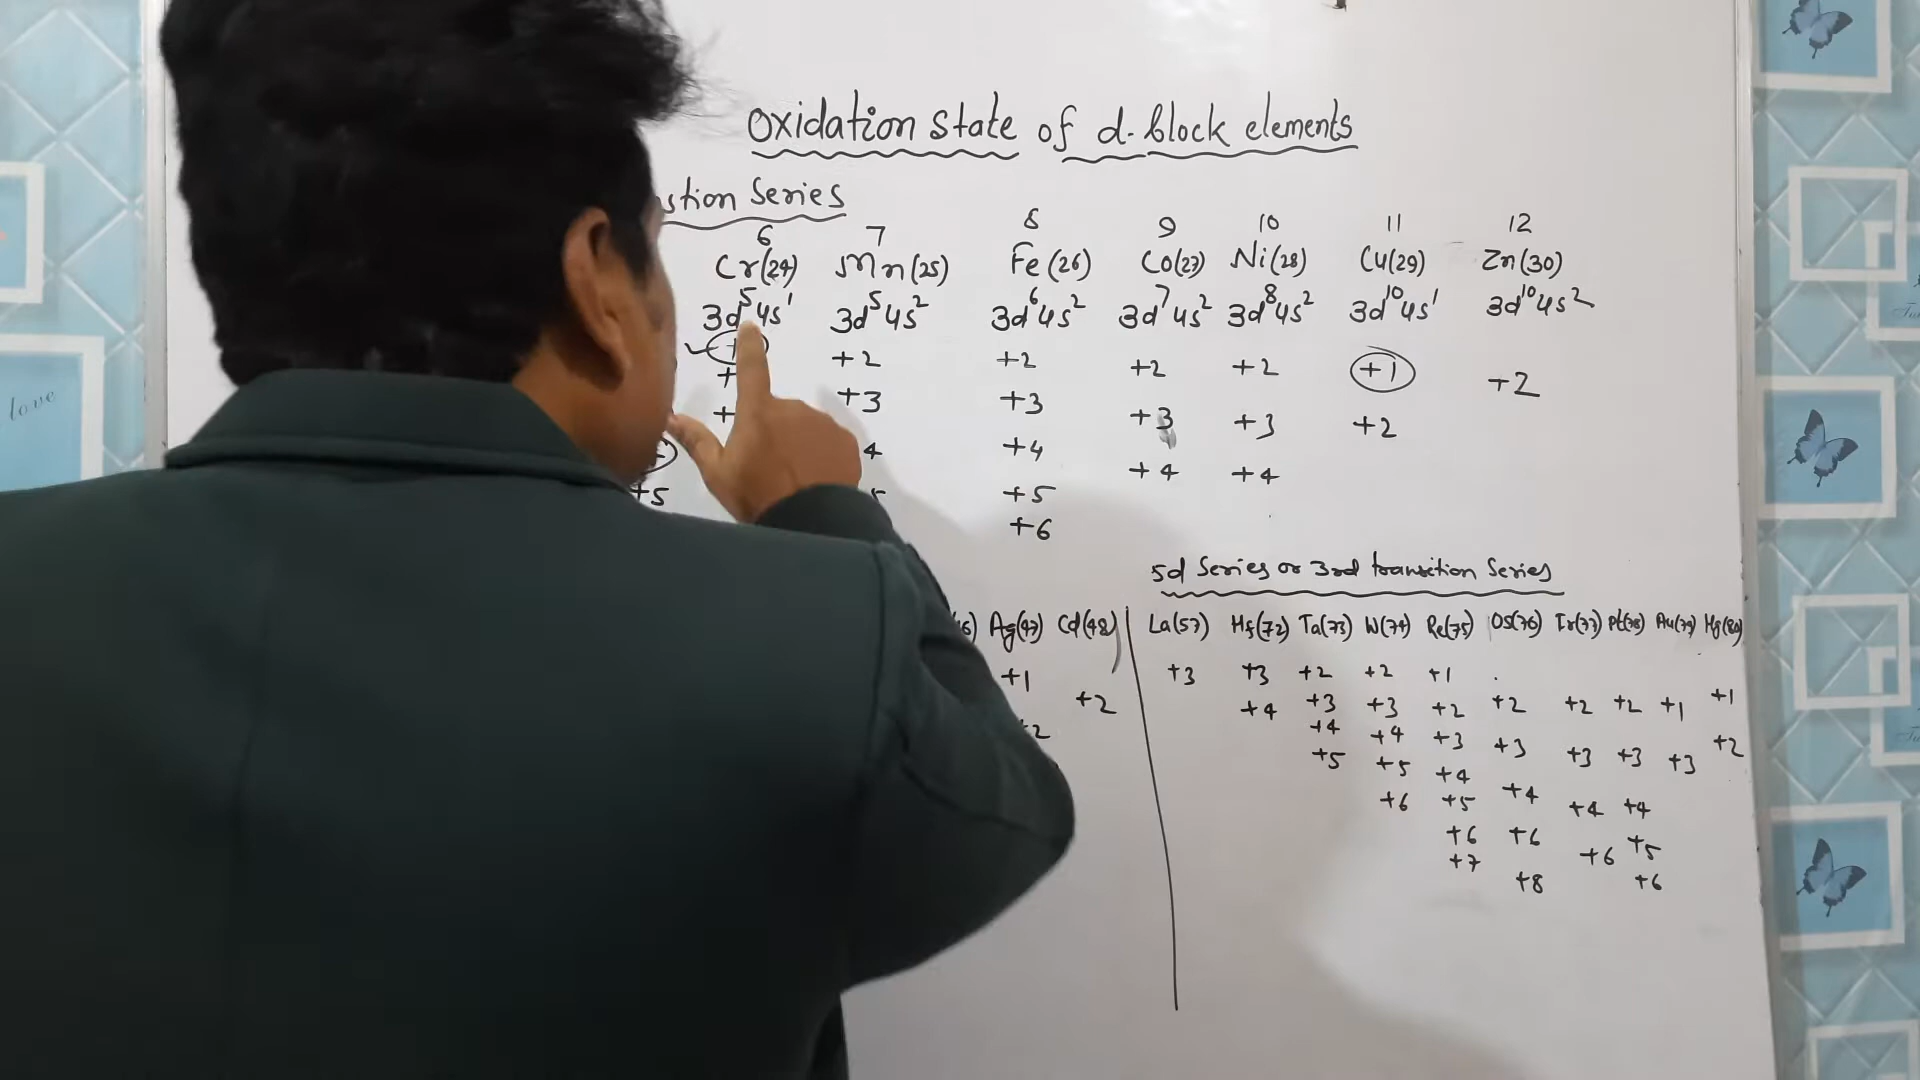 Oxidation state of d-block elements
stion Series
6 7 8 9 10 11 12
Cr(24) Mn(25) Fe(26) Co(27) Ni(28) Cu(29) Zn(30)
3d⁵4s¹ 3d⁵4s² 3d⁶4s² 3d⁷4s² 3d⁸4s² 3d¹⁰4s¹ 3d¹⁰4s²
+2 +2 +2 +2 +1 +2
+3 +3 +3 +3 +2
4 +4 +4 +4
+5 5 +5
+6
5d Series or 3rd transition Series
6) Ag(47) Cd(48) La(57) Hf(72) Ta(73) W(74) Re(75) Os(76) Ir(77) Pt(78) Au(79) Hg(80)
+1 +3 +3 +2 +2 +1
+2 +4 +3 +3 +2 +2 +2 +2 +1 +1
2 +4 +4 +3 +3 +3 +3 +3 +2
+5 +5 +4 +4 +4 +4
+6 +5
+6 +6 +6 +5
+7 +8 +6
love